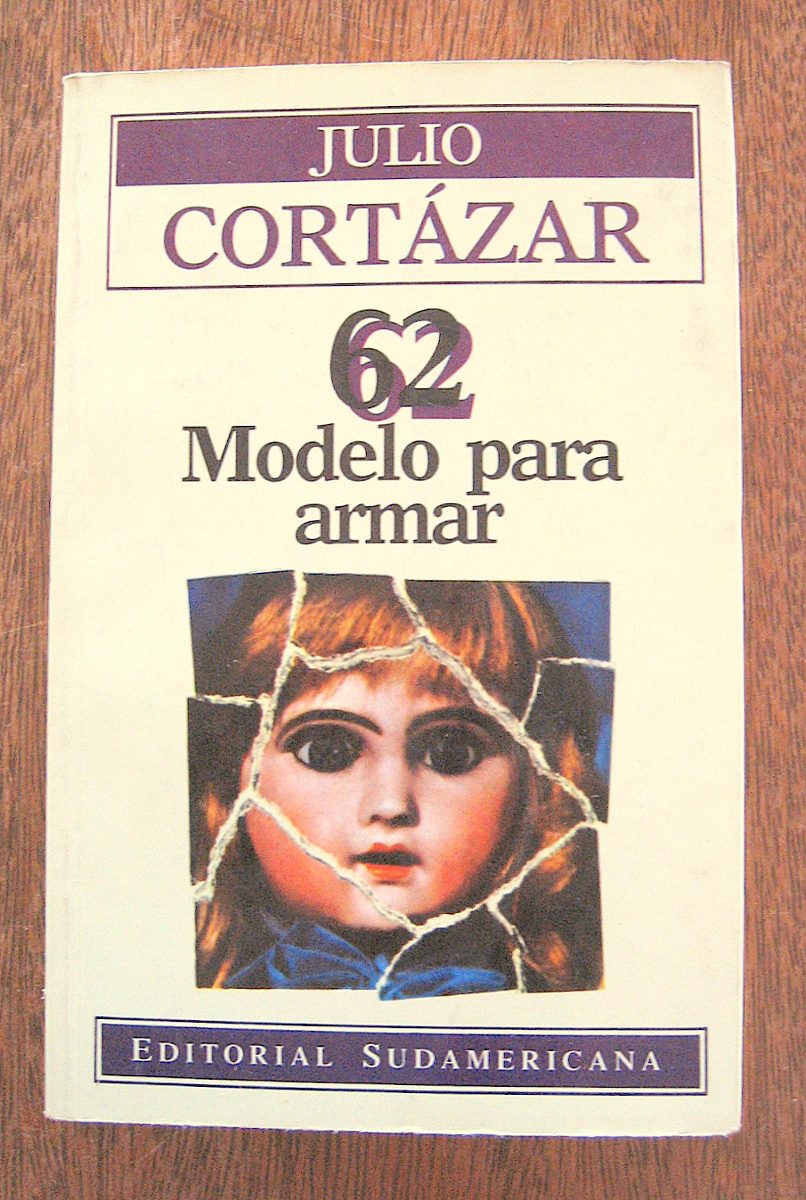 JULIO
CORTÁZAR
62
Modelo para
armar
EDITORIAL SUDAMERICANA